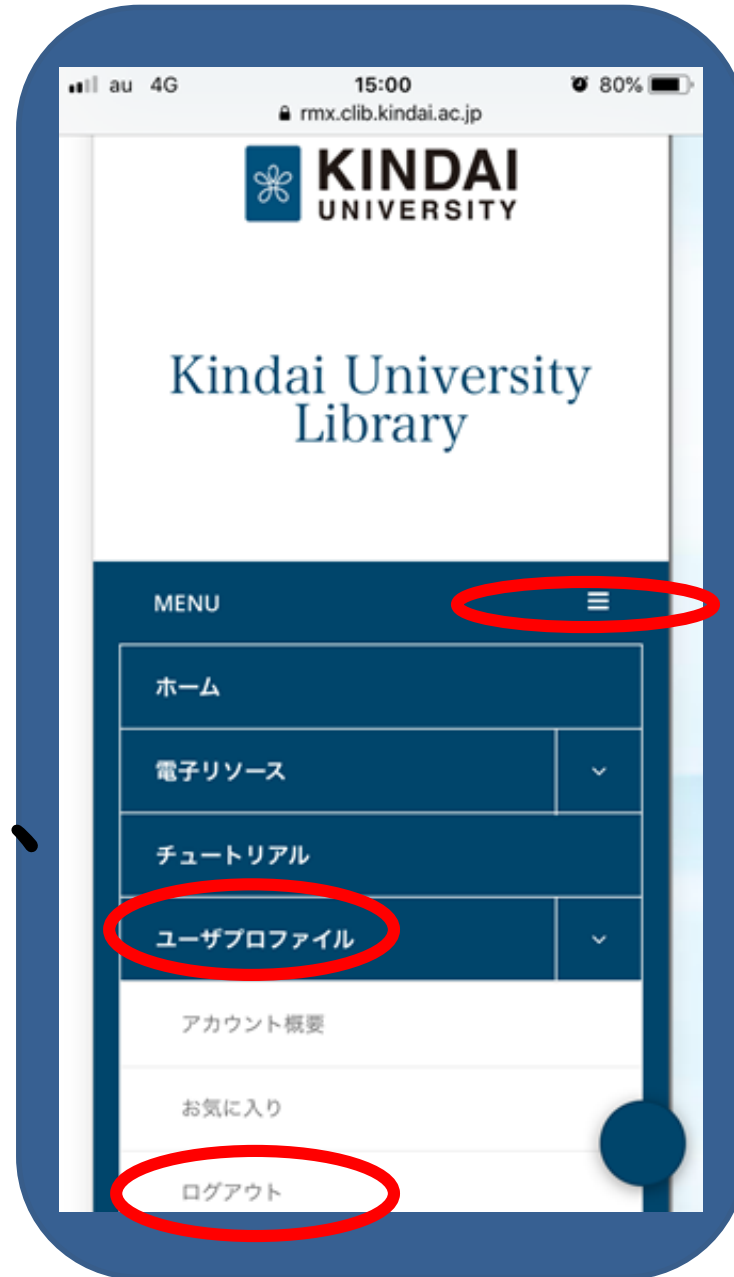 au 4G 15:00 80%
rmx.clib.kindai.ac.jp
KINDAI
UNIVERSITY
Kindai University
Library
MENU
ホーム
電子リソース
チュートリアル
ユーザプロファイル
アカウント概要
お気に入り
ログアウト